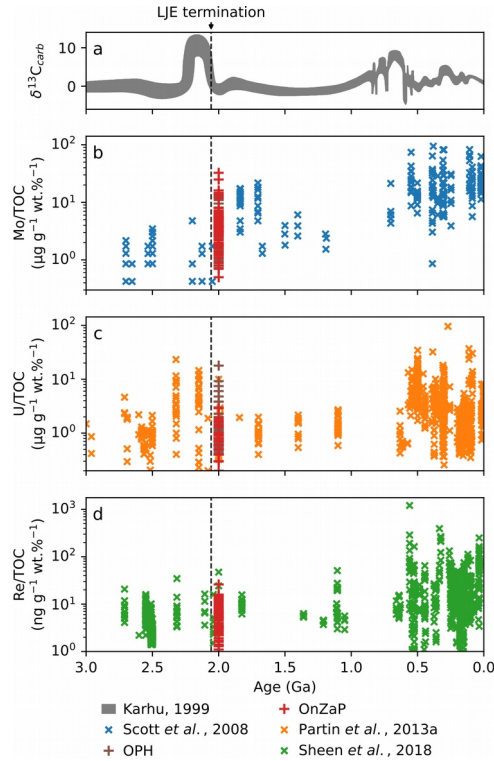 LJE termination
a
10
0
δ¹³Ccarb
b
10²
10¹
10⁰
Mo/TOC
(µg g⁻¹ wt.%⁻¹)
c
10²
10¹
10⁰
U/TOC
(µg g⁻¹ wt.%⁻¹)
d
10³
10²
10¹
10⁰
Re/TOC
(ng g⁻¹ wt.%⁻¹)
3.0 2.5 2.0 1.5 1.0 0.5 0.0
Age (Ga)
Karhu, 1999
Scott et al., 2008
OPH
OnZaP
Partin et al., 2013a
Sheen et al., 2018